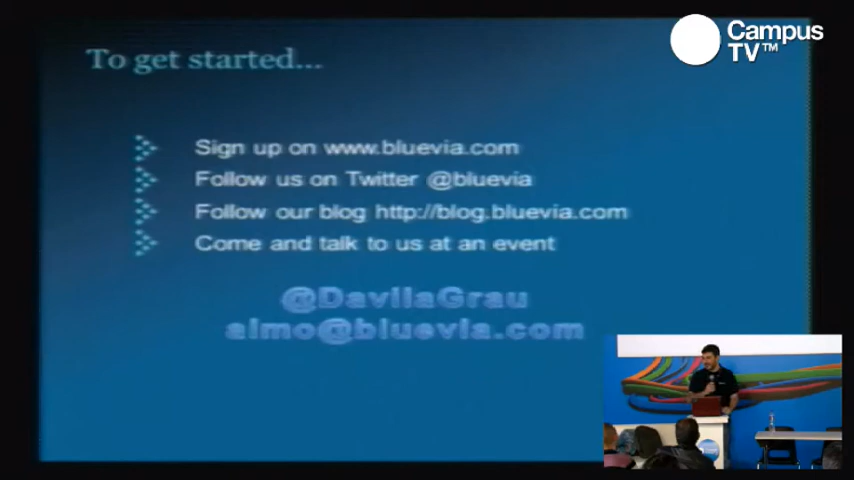 Campus
TV™
To get started...
Sign up on www.bluevia.com
Follow us on Twitter @bluevia
Follow our blog http://blog.bluevia.com
Come and talk to us at an event
@DavilaGrau
almo@bluevia.com